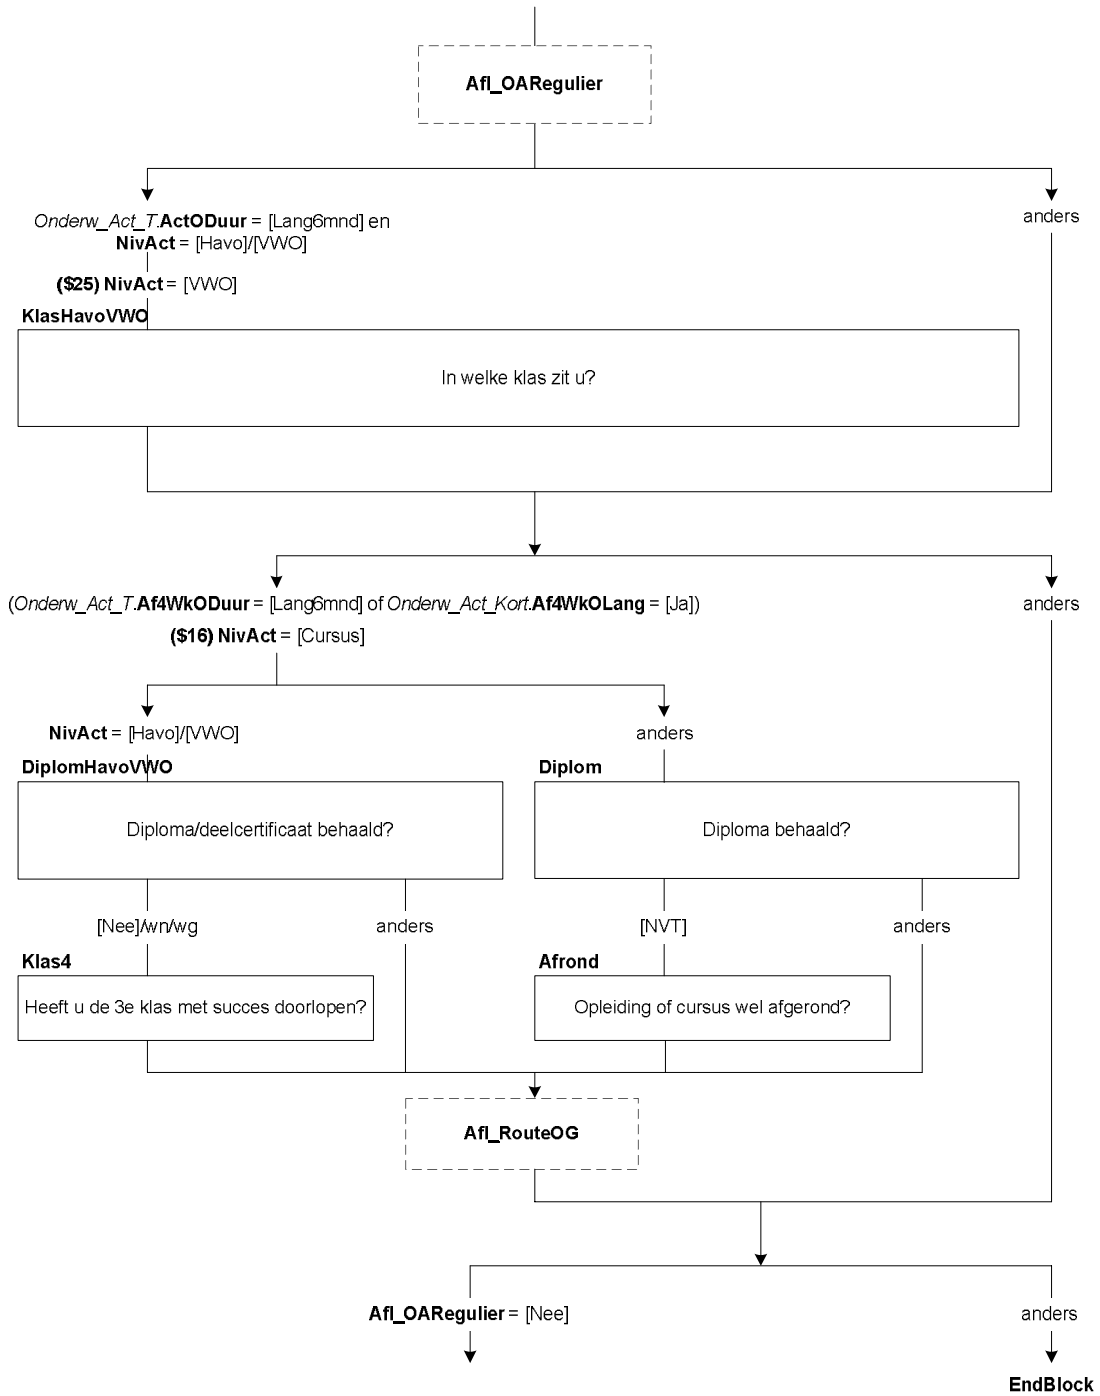 Afl_OARegulier
Onderw_Act_T.ActODuur = [Lang6mnd] en
NivAct = [Havo]/[VWO]
anders
($25) NivAct = [VWO]
KlasHavoVWO
In welke klas zit u?
(Onderw_Act_T.Af4WkODuur = [Lang6mnd] of Onderw_Act_Kort.Af4WkOLang = [Ja])
anders
($16) NivAct = [Cursus]
NivAct = [Havo]/[VWO]
anders
DiplomHavoVWO
Diplom
Diploma/deelcertificaat behaald?
Diploma behaald?
[Nee]/wn/wg
anders
[NVT]
anders
Klas4
Afrond
Heeft u de 3e klas met succes doorlopen?
Opleiding of cursus wel afgerond?
Afl_RouteOG
Afl_OARegulier = [Nee]
anders
EndBlock